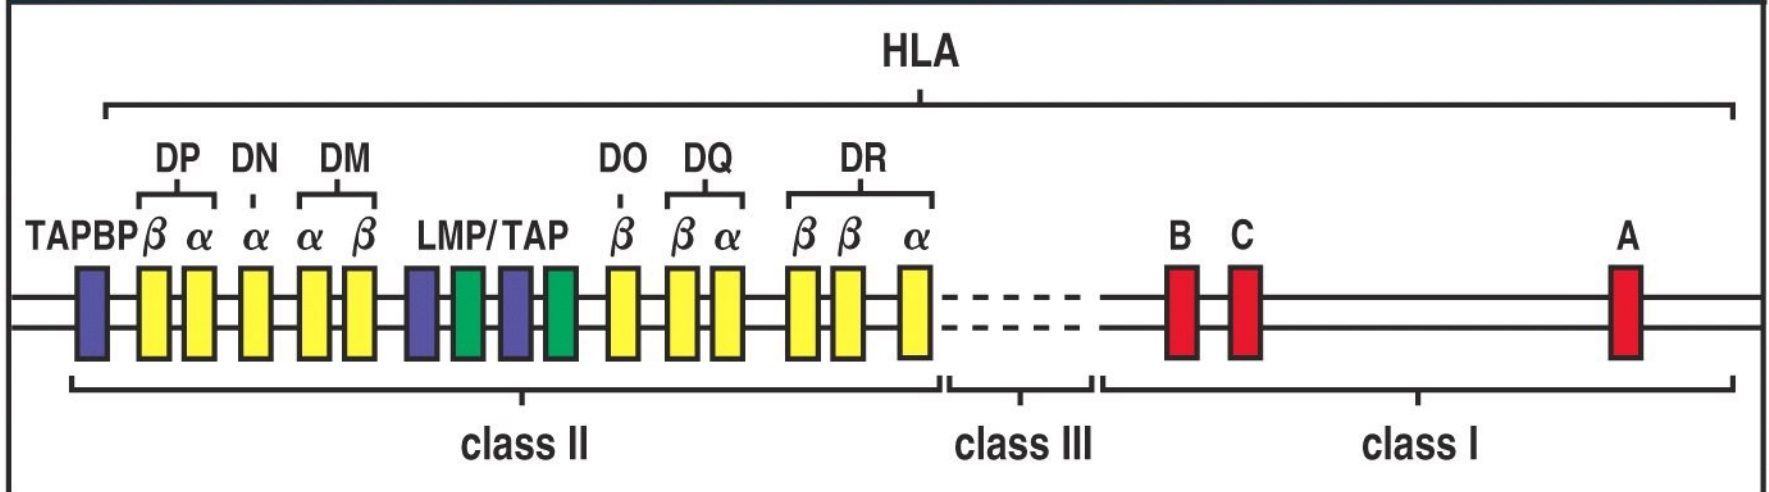 HLA
DP DN DM DO DQ DR
TAPBP β α α α β LMP/TAP β β α β β α B C A
class II class III class I